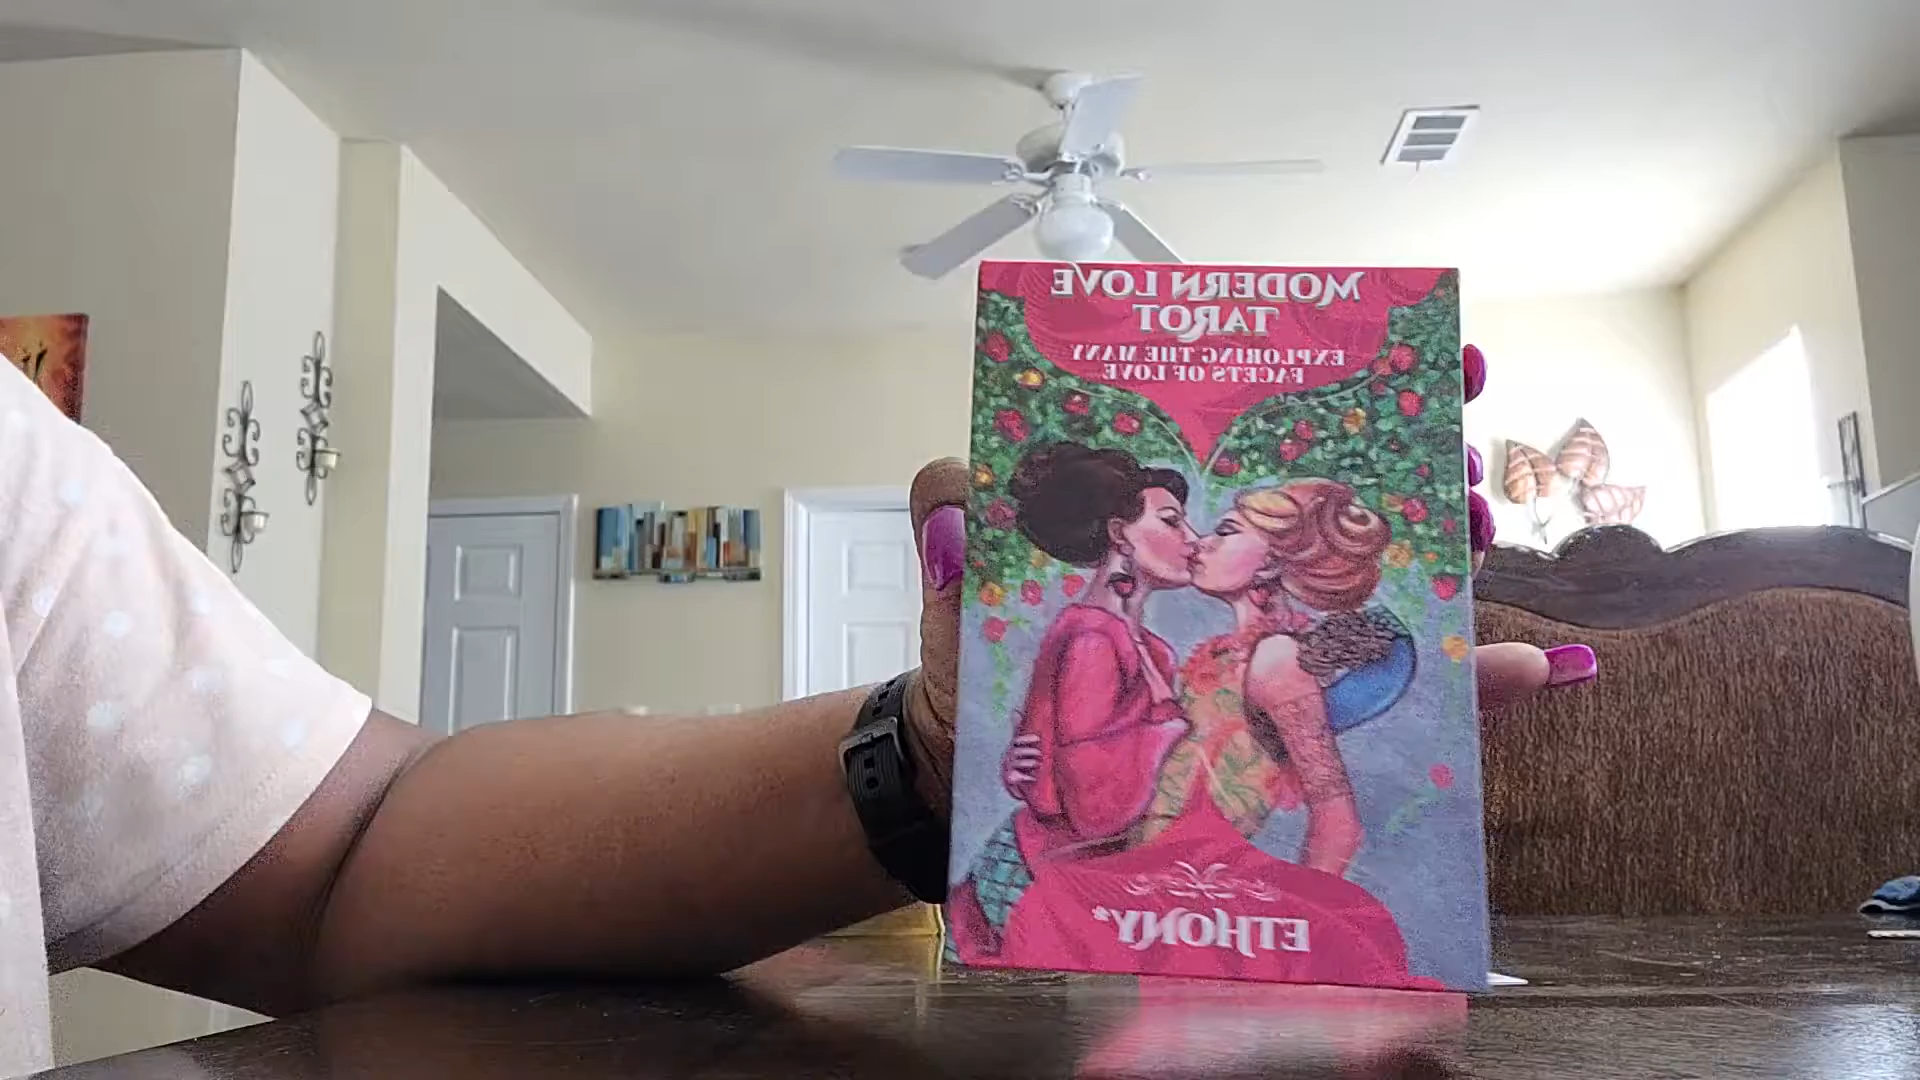 MODERN LOVE
TAROT
EXPLORING THE MANY
FACETS OF LOVE
ETHONY